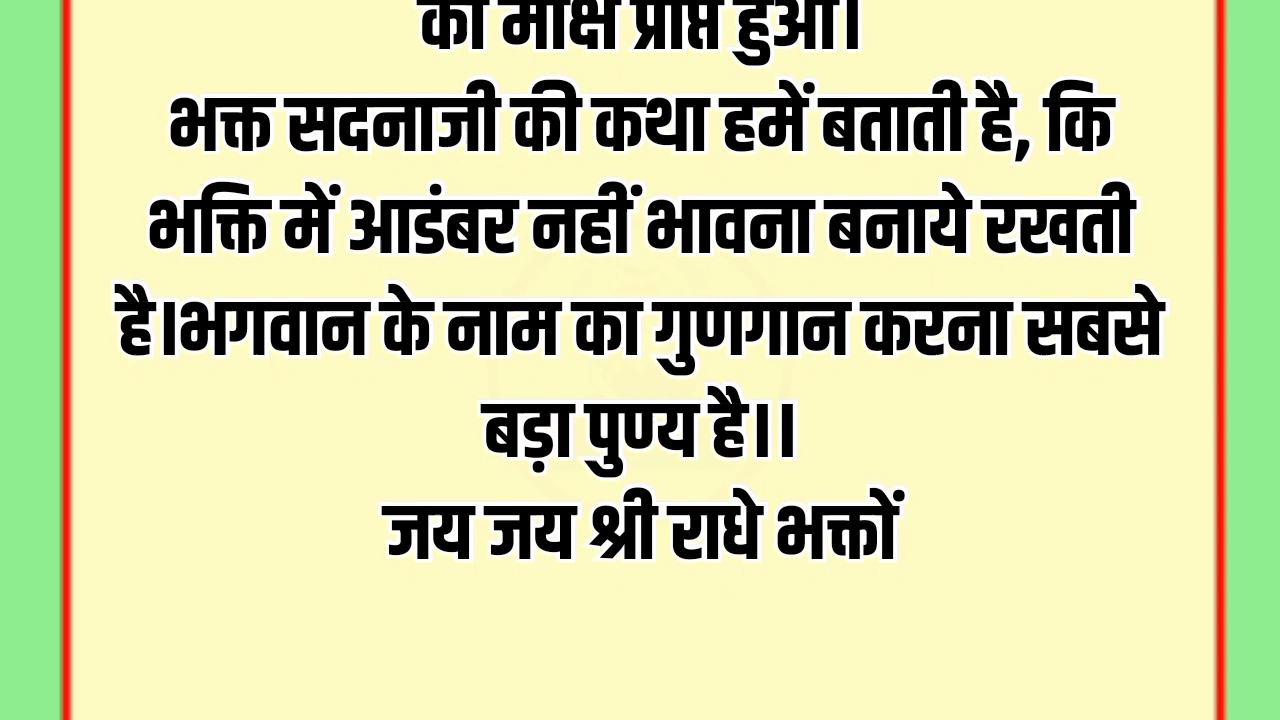 को मोक्ष प्राप्त हुआ।
भक्त सदनाजी की कथा हमें बताती है, कि
भक्ति में आडंबर नहीं भावना बनाये रखती
है।भगवान के नाम का गुणगान करना सबसे
बड़ा पुण्य है।।
जय जय श्री राधे भक्तों